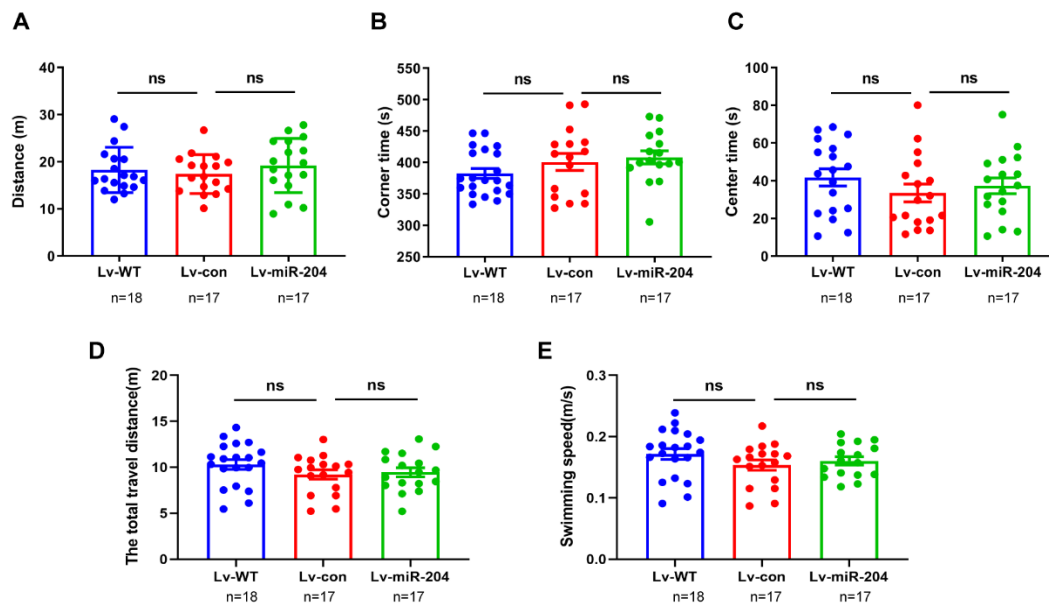 A
ns
ns
Distance (m)
40
30
20
10
0
Lv-WT
Lv-con
Lv-miR-204
n=18
n=17
n=17
B
ns
ns
Corner time (s)
550
500
450
400
350
300
250
Lv-WT
Lv-con
Lv-miR-204
n=18
n=17
n=17
C
ns
ns
Center time (s)
100
80
60
40
20
0
Lv-WT
Lv-con
Lv-miR-204
n=18
n=17
n=17
D
ns
ns
The total travel distance(m)
20
15
10
5
0
Lv-WT
Lv-con
Lv-miR-204
n=18
n=17
n=17
E
ns
ns
Swimming speed(m/s)
0.3
0.2
0.1
0.0
Lv-WT
Lv-con
Lv-miR-204
n=18
n=17
n=17